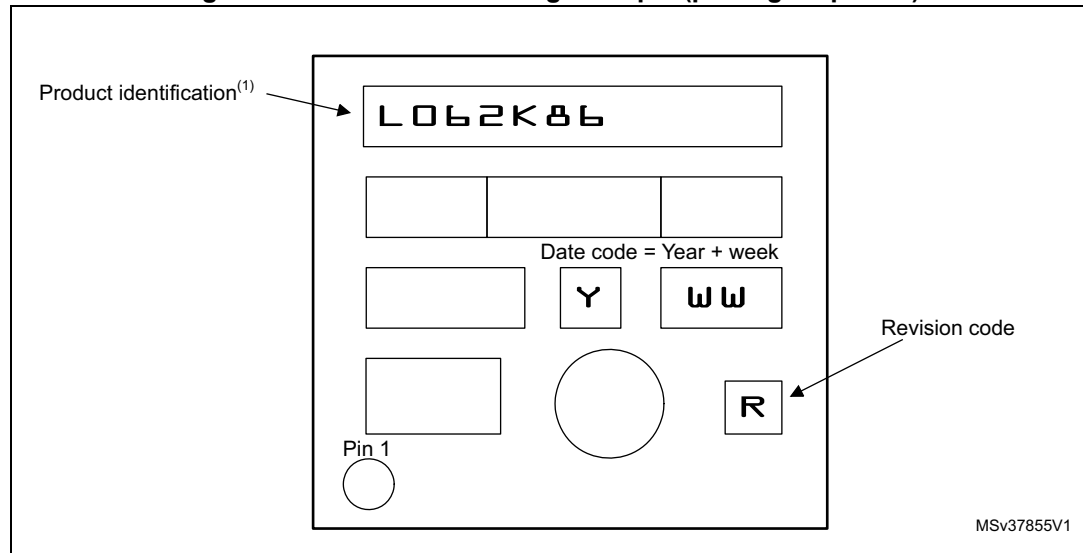 Product identification(1)
L062K86
Date code = Year + week
Y WW
Revision code
R
Pin 1
MSv37855V1